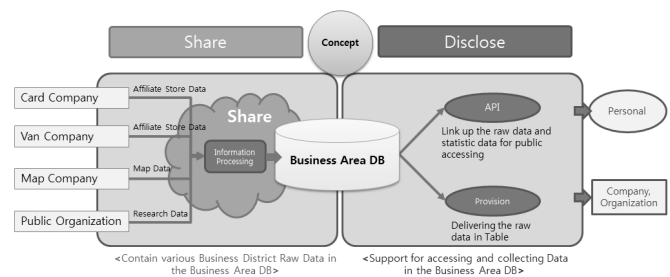 Share
Concept
Disclose
Card Company
Affiliate Store Data
Van Company
Affiliate Store Data
Map Company
Map Data
Public Organization
Research Data
Share
Information
Processing
Business Area DB
API
Link up the raw data and
statistic data for public
accessing
Provision
Delivering the raw
data in Table
Personal
Company,
Organization
<Contain various Business District Raw Data in
the Business Area DB>
<Support for accessing and collecting Data
in the Business Area DB>